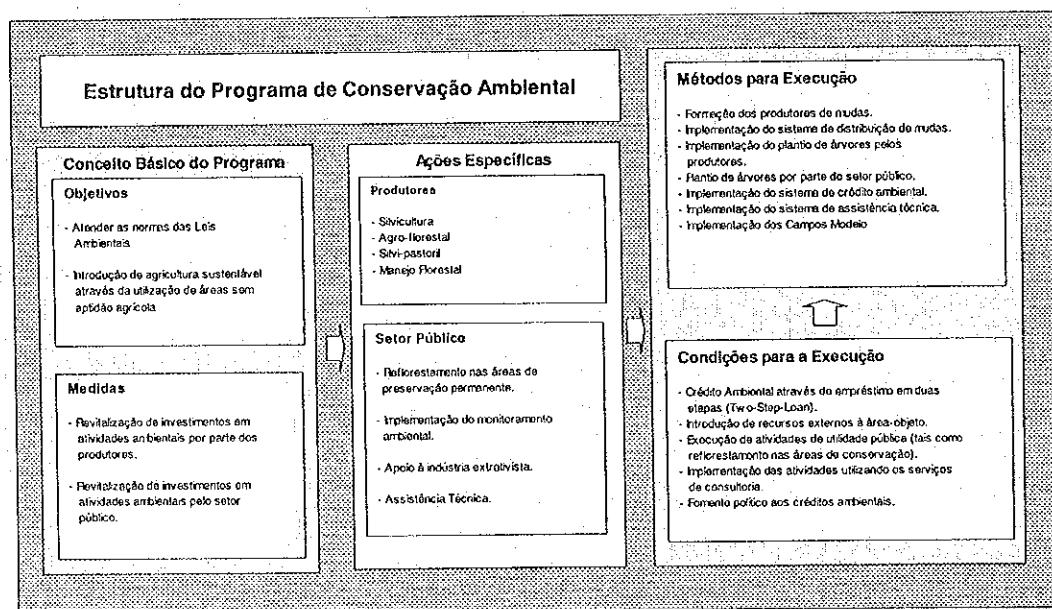 Estrutura do Programa de Conservação Ambiental
Conceito Básico do Programa
Objetivos
- Atender as normas das Leis
Ambientais
- Introdução de agricultura sustentável
através da utilização de áreas sem
aptidão agrícola
Medidas
- Revitalização de investimentos em
atividades ambientais por parte dos
produtores.
- Revitalização de investimentos em
atividades ambientais pelo setor
público.
Ações Específicas
Produtores
- Silvicultura
- Agro-florestal
- Silvi-pastoril
- Manejo Florestal
Setor Público
- Reflorestamento nas áreas de
preservação permanente.
- Implementação do monitoramento
ambiental.
- Apoio à indústria extrativista.
- Assistência Técnica.
Métodos para Execução
- Formação dos produtores de mudas.
- Implementação do sistema de distribuição de mudas.
- Implementação do plantio de árvores pelos
produtores.
- Plantio de árvores por parte do setor público.
- Implementação do sistema de crédito ambiental.
- Implementação do sistema de assistência técnica.
- Implementação dos Campos Modelo
Condições para a Execução
- Crédito Ambiental através do empréstimo em duas
etapas (Two-Step-Loan).
- Introdução de recursos externos à área-objeto.
- Execução de atividades de utilidade pública (tais como
reflorestamento nas áreas de conservação).
- Implementação das atividades utilizando os serviços
de consultoria.
- Fomento político aos créditos ambientais.